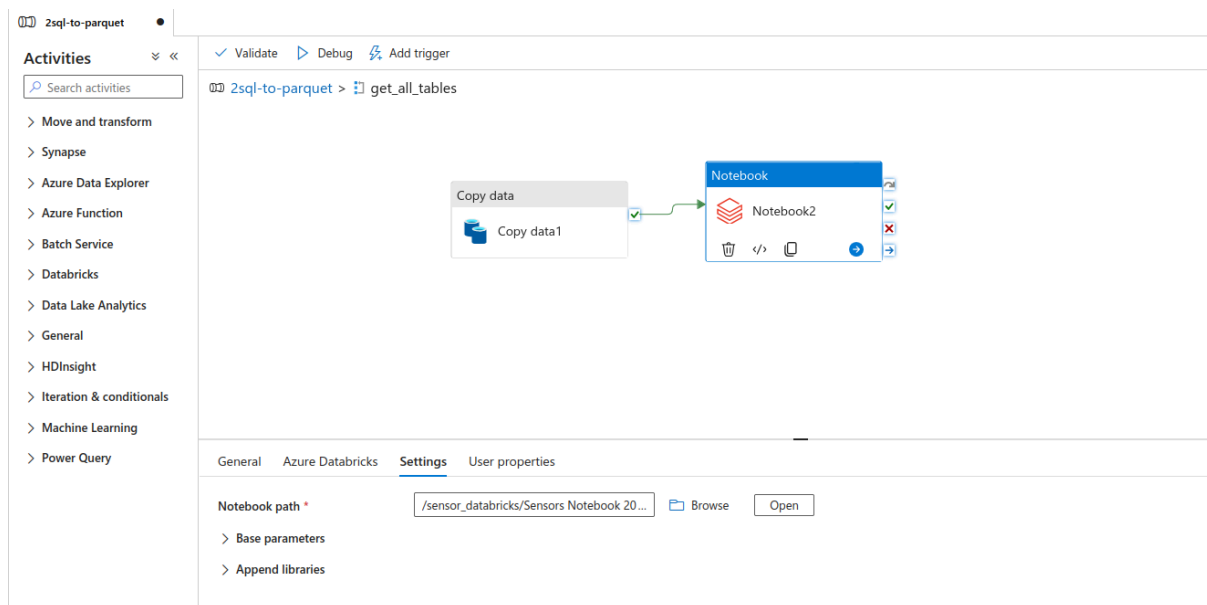 2sql-to-parquet
Activities
Search activities
Move and transform
Synapse
Azure Data Explorer
Azure Function
Batch Service
Databricks
Data Lake Analytics
General
HDInsight
Iteration & conditionals
Machine Learning
Power Query
Validate Debug Add trigger
2sql-to-parquet > get_all_tables
Copy data
Copy data1
Notebook
Notebook2
General Azure Databricks Settings User properties
Notebook path * /sensor_databricks/Sensors Notebook 20... Browse Open
Base parameters
Append libraries